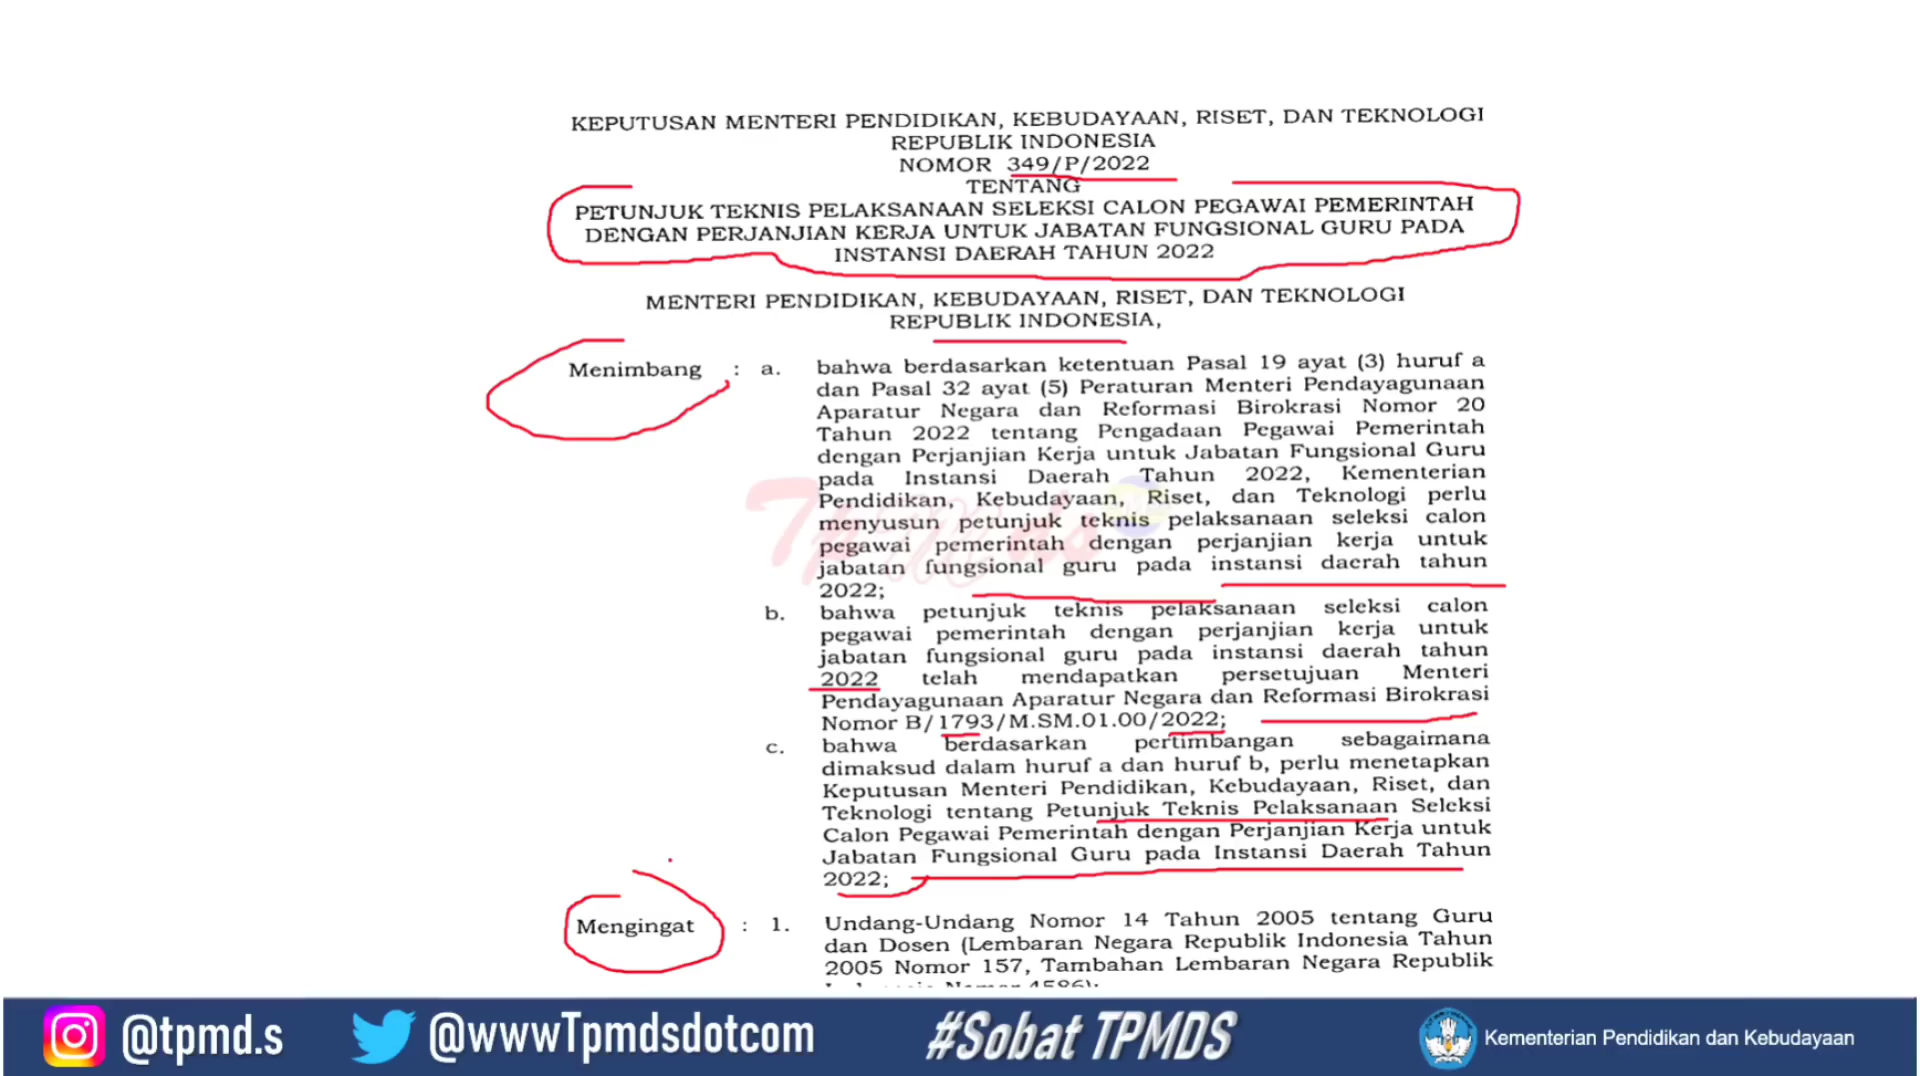 KEPUTUSAN MENTERI PENDIDIKAN, KEBUDAYAAN, RISET, DAN TEKNOLOGI
REPUBLIK INDONESIA
NOMOR 349/P/2022
TENTANG
PETUNJUK TEKNIS PELAKSANAAN SELEKSI CALON PEGAWAI PEMERINTAH
DENGAN PERJANJIAN KERJA UNTUK JABATAN FUNGSIONAL GURU PADA
INSTANSI DAERAH TAHUN 2022
MENTERI PENDIDIKAN, KEBUDAYAAN, RISET, DAN TEKNOLOGI
REPUBLIK INDONESIA,
Menimbang : a. bahwa berdasarkan ketentuan Pasal 19 ayat (3) huruf a
dan Pasal 32 ayat (5) Peraturan Menteri Pendayagunaan
Aparatur Negara dan Reformasi Birokrasi Nomor 20
Tahun 2022 tentang Pengadaan Pegawai Pemerintah
dengan Perjanjian Kerja untuk Jabatan Fungsional Guru
pada Instansi Daerah Tahun 2022, Kementerian
Pendidikan, Kebudayaan, Riset, dan Teknologi perlu
menyusun petunjuk teknis pelaksanaan seleksi calon
pegawai pemerintah dengan perjanjian kerja untuk
jabatan fungsional guru pada instansi daerah tahun
2022;
b. bahwa petunjuk teknis pelaksanaan seleksi calon
pegawai pemerintah dengan perjanjian kerja untuk
jabatan fungsional guru pada instansi daerah tahun
2022 telah mendapatkan persetujuan Menteri
Pendayagunaan Aparatur Negara dan Reformasi Birokrasi
Nomor B/1793/M.SM.01.00/2022;
c. bahwa berdasarkan pertimbangan sebagaimana
dimaksud dalam huruf a dan huruf b, perlu menetapkan
Keputusan Menteri Pendidikan, Kebudayaan, Riset, dan
Teknologi tentang Petunjuk Teknis Pelaksanaan Seleksi
Calon Pegawai Pemerintah dengan Perjanjian Kerja untuk
Jabatan Fungsional Guru pada Instansi Daerah Tahun
2022;
Mengingat : 1. Undang-Undang Nomor 14 Tahun 2005 tentang Guru
dan Dosen (Lembaran Negara Republik Indonesia Tahun
2005 Nomor 157, Tambahan Lembaran Negara Republik
Indonesia Nomor 4586);
TpMds
@tpmd.s
@wwwTpmdsdotcom
#Sobat TPMDS
Kementerian Pendidikan dan Kebudayaan